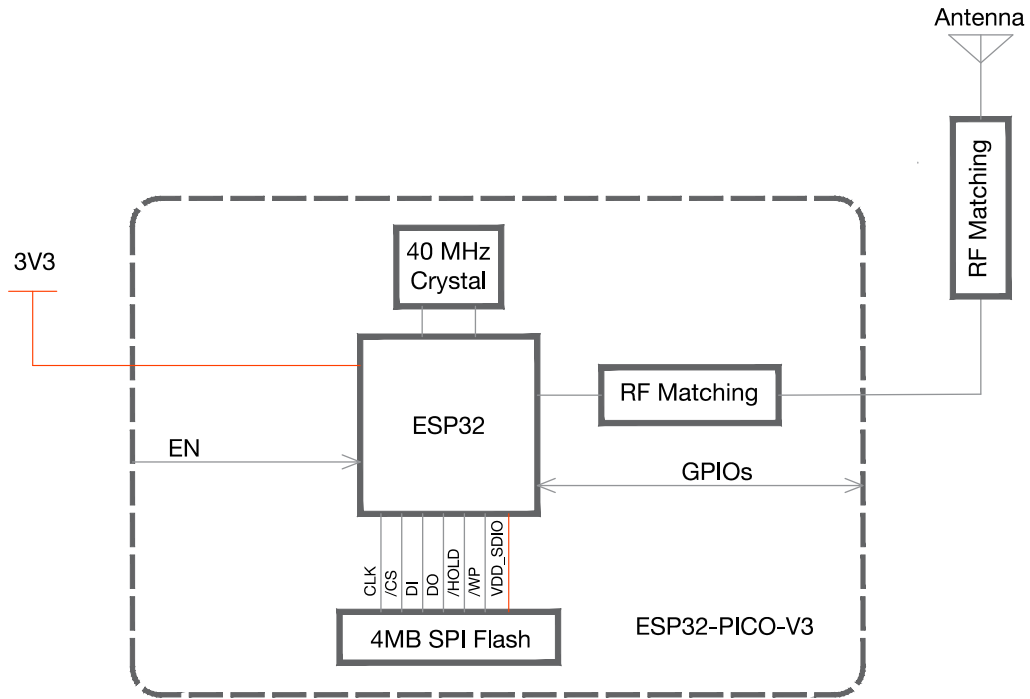 Antenna
RF Matching
3V3
40 MHz
Crystal
RF Matching
ESP32
EN
GPIOs
CLK
/CS
DI
DO
/HOLD
/WP
VDD_SDIO
4MB SPI Flash
ESP32-PICO-V3